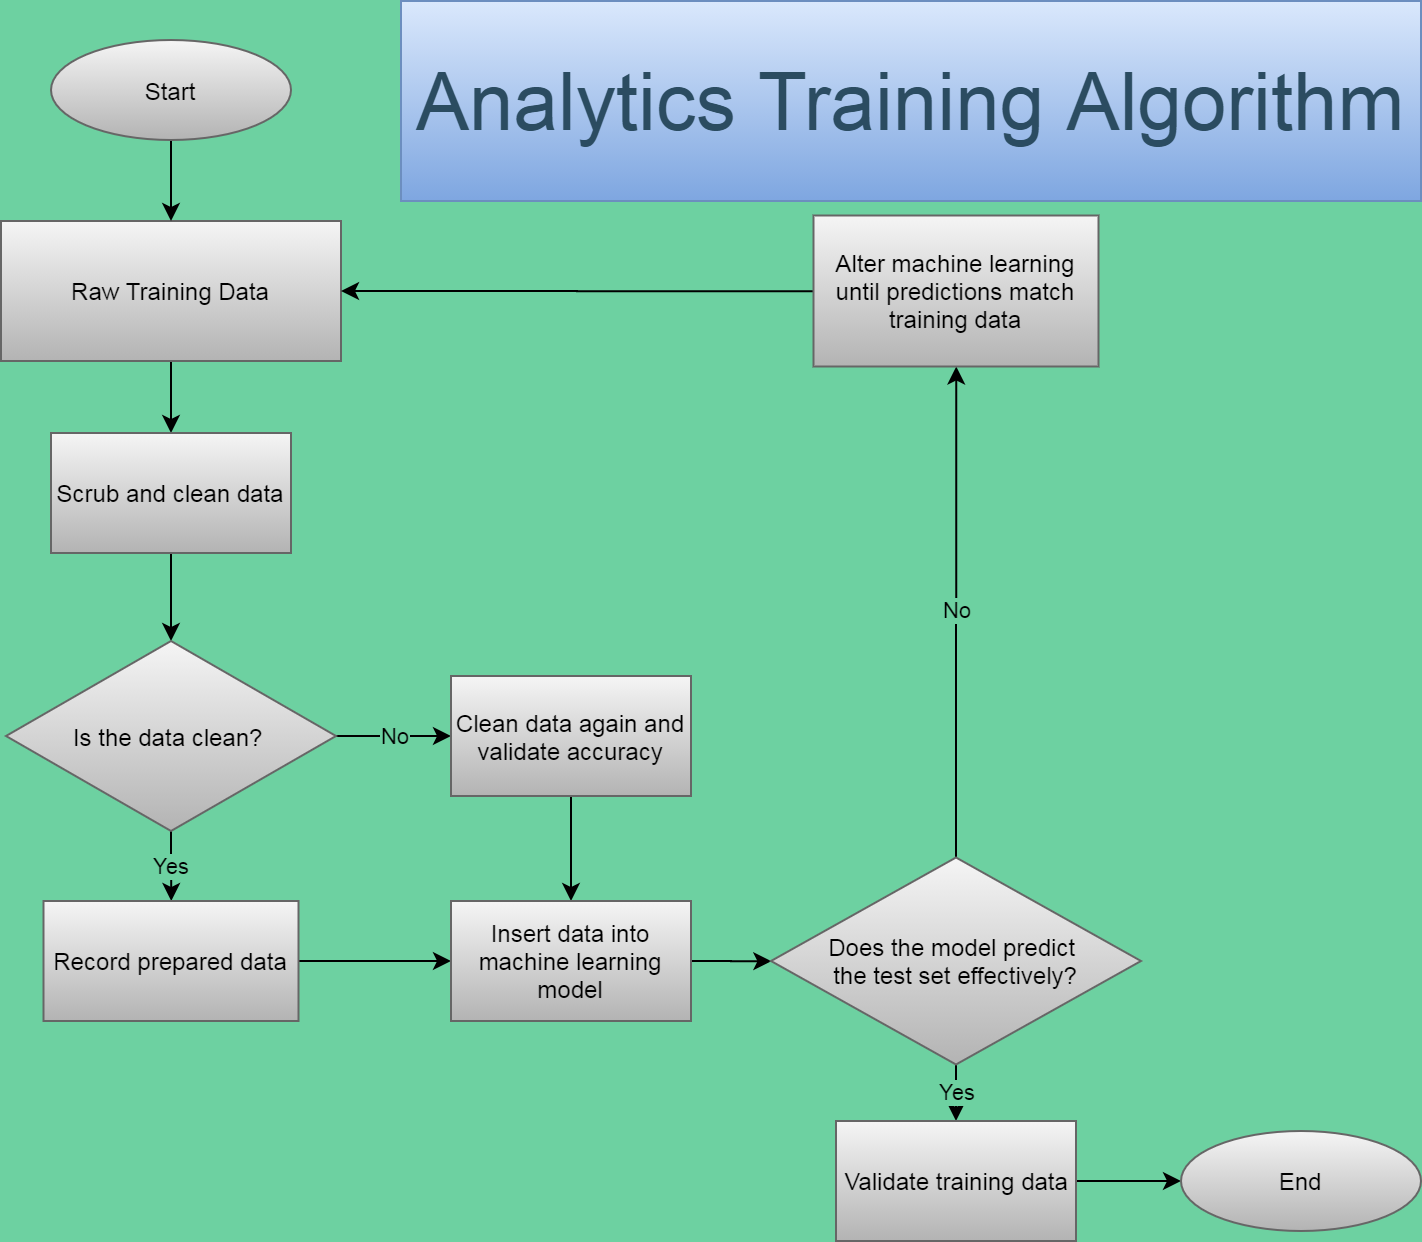 Analytics Training Algorithm
Start
Raw Training Data
Alter machine learning
until predictions match
training data
Scrub and clean data
No
Is the data clean?
No
Clean data again and
validate accuracy
Yes
Record prepared data
Insert data into
machine learning
model
Does the model predict
the test set effectively?
Yes
Validate training data
End